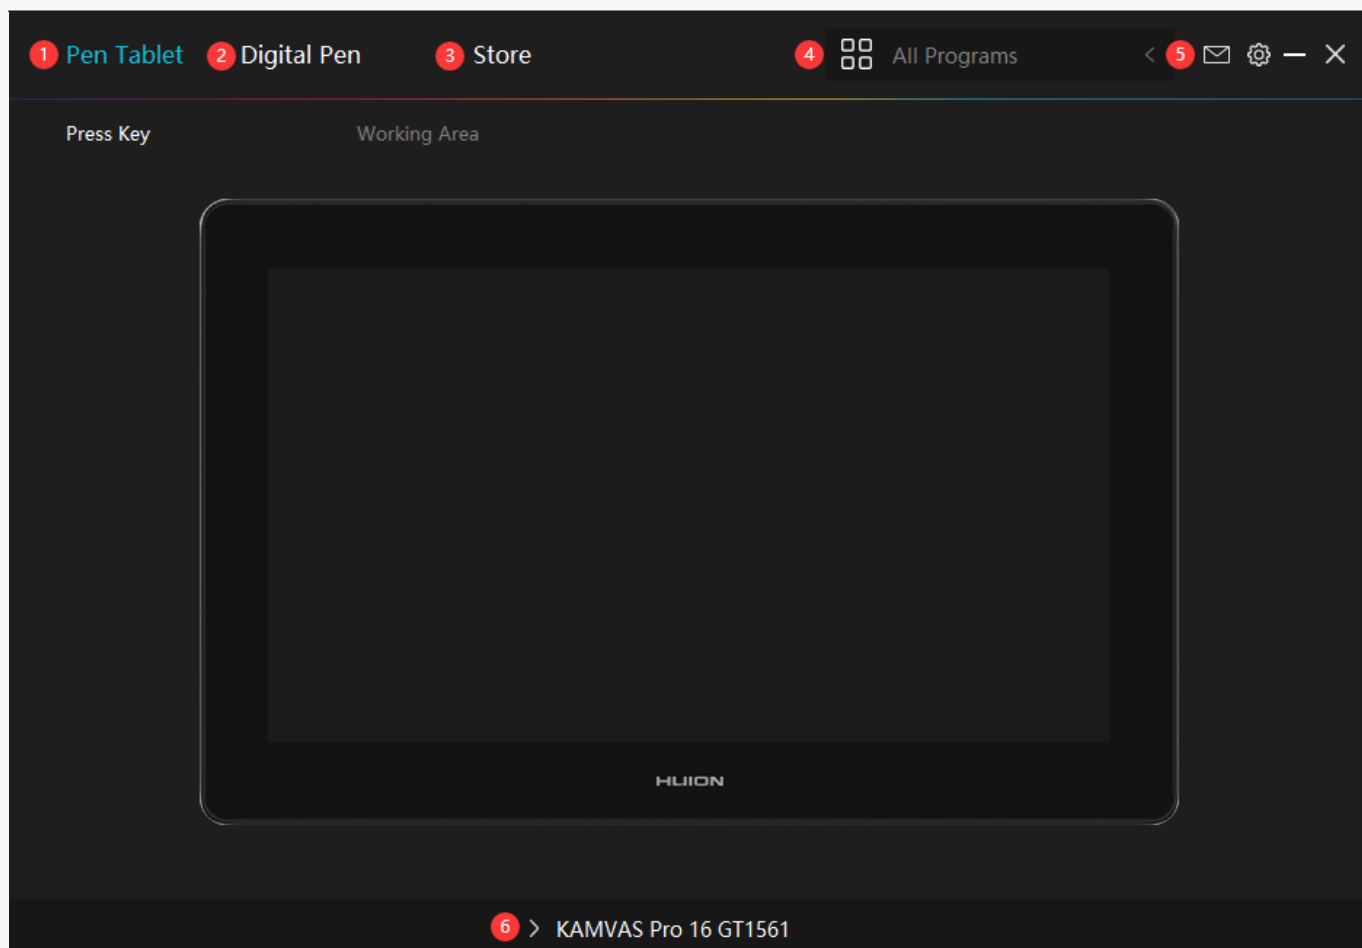 1 Pen Tablet 2 Digital Pen 3 Store 4 All Programs 5
Press Key Working Area
HUION
6 KAMVAS Pro 16 GT1561